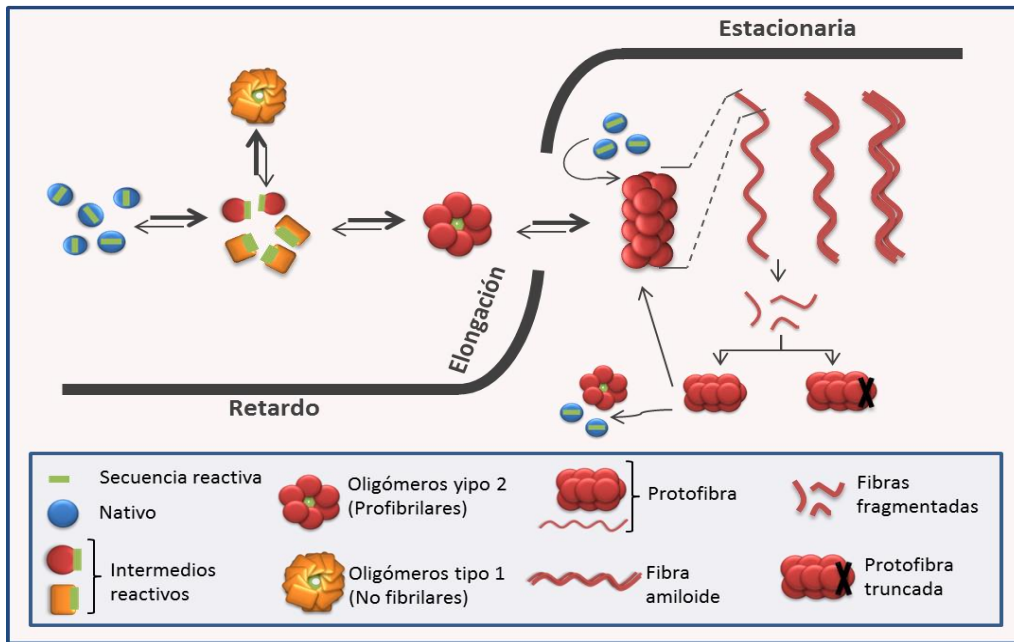 Estacionaria
Elongación
Retardo
Secuencia reactiva
Nativo
Intermedios
reactivos
Oligómeros yipo 2
(Profibrilares)
Oligómeros tipo 1
(No fibrilares)
Protofibra
Fibra
amiloide
Fibras
fragmentadas
Protofibra
truncada